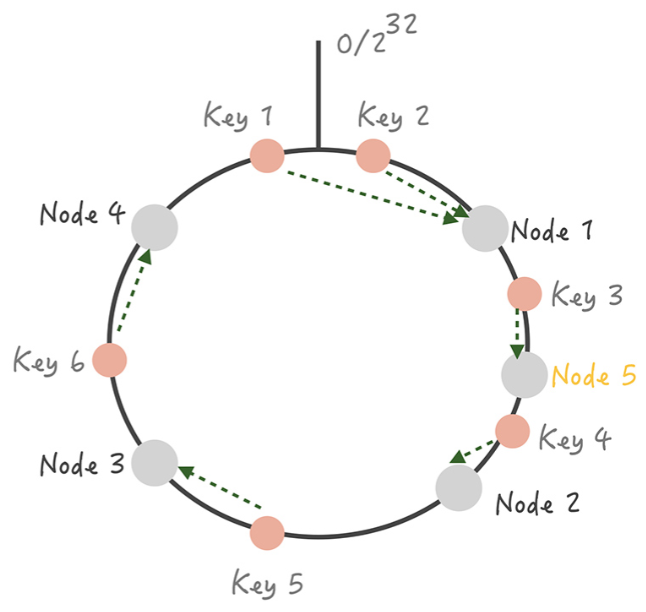 0/2^32
Key 1
Key 2
Node 4
Node 1
Key 3
Key 6
Node 5
Key 4
Node 3
Node 2
Key 5